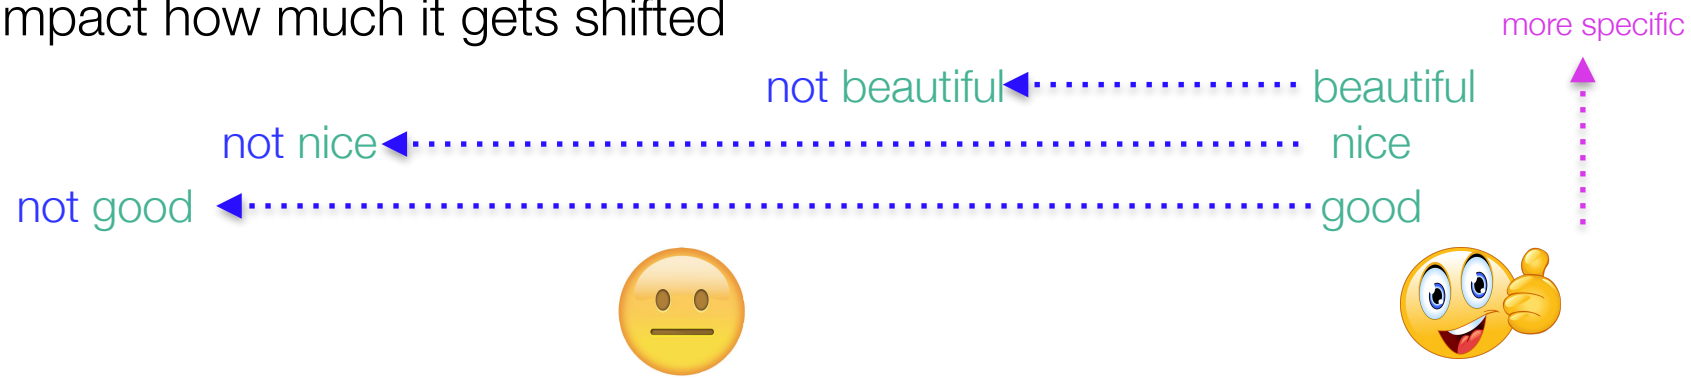 mpact how much it gets shifted
more specific
not beautiful beautiful
not nice nice
not good good